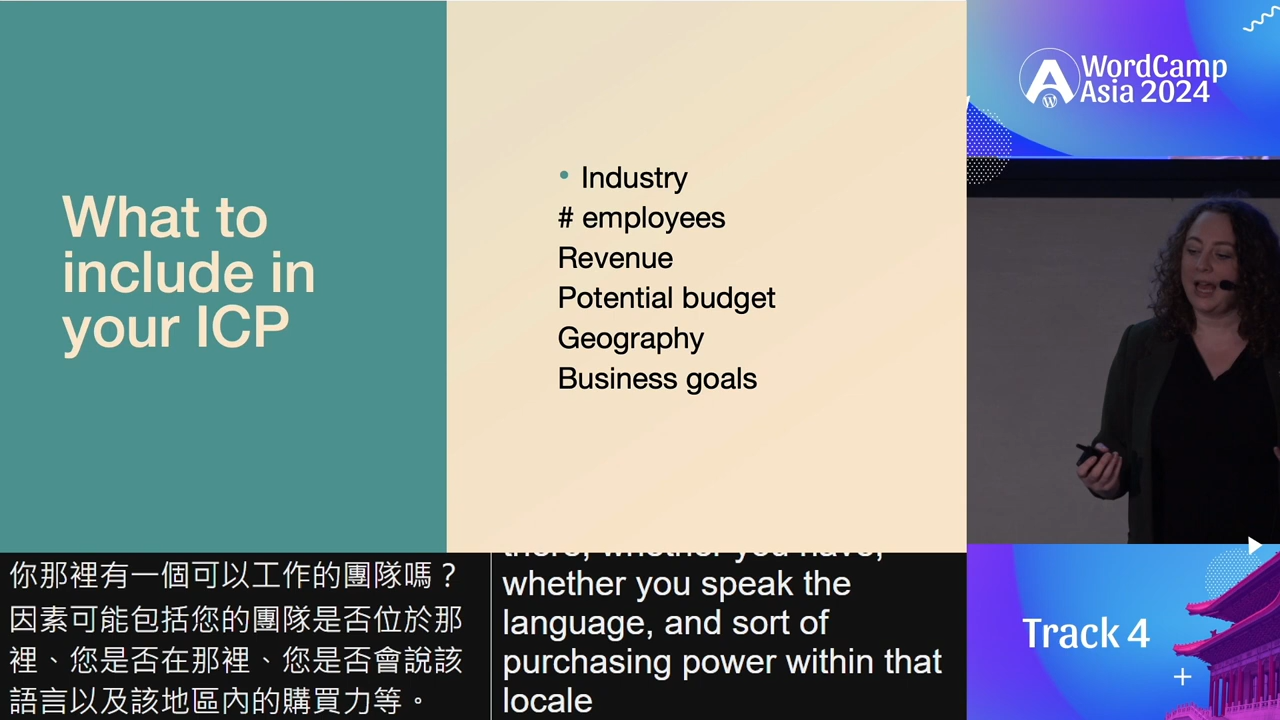 What to
include in
your ICP
• Industry
# employees
Revenue
Potential budget
Geography
Business goals
WordCamp
Asia 2024
你那裡有一個可以工作的團隊嗎？
因素可能包括您的團隊是否位於那
裡、您是否在那裡、您是否會說該
語言以及該地區內的購買力等。
there, whether you have,
whether you speak the
language, and sort of
purchasing power within that
locale
Track 4